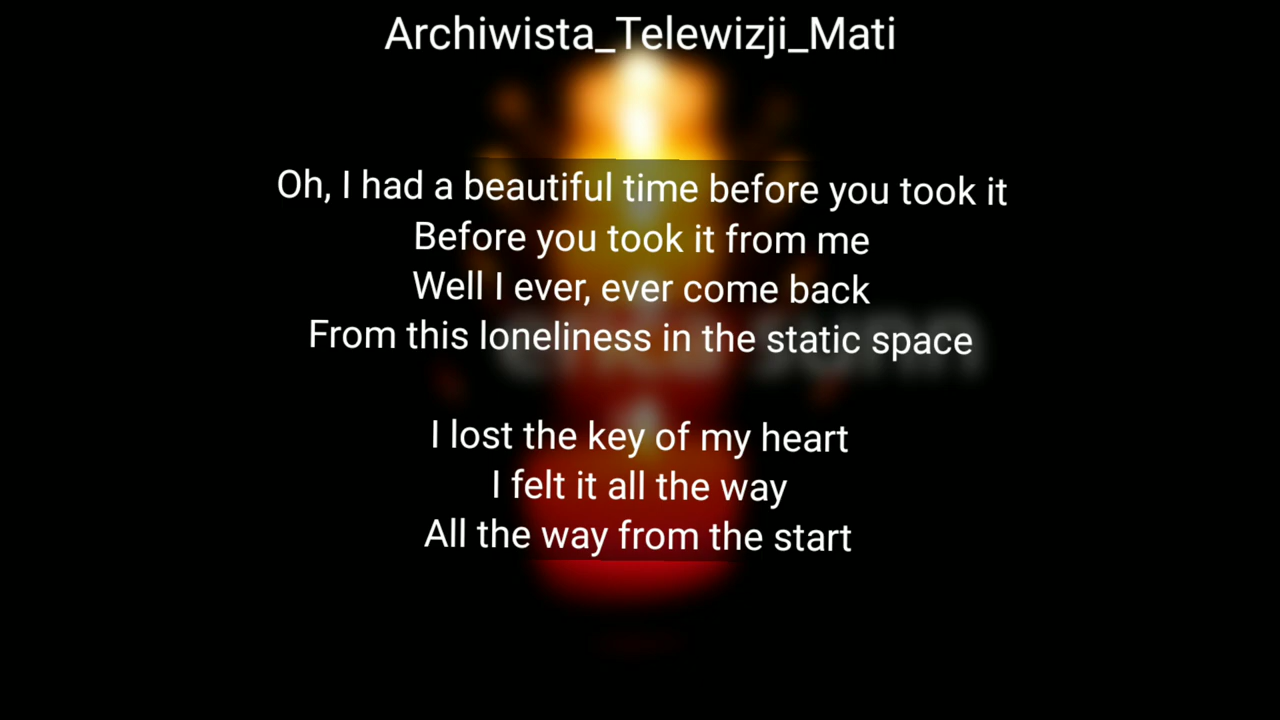 Archiwista_Telewizji_Mati
Oh, I had a beautiful time before you took it
Before you took it from me
Well I ever, ever come back
From this loneliness in the static space
I lost the key of my heart
I felt it all the way
All the way from the start